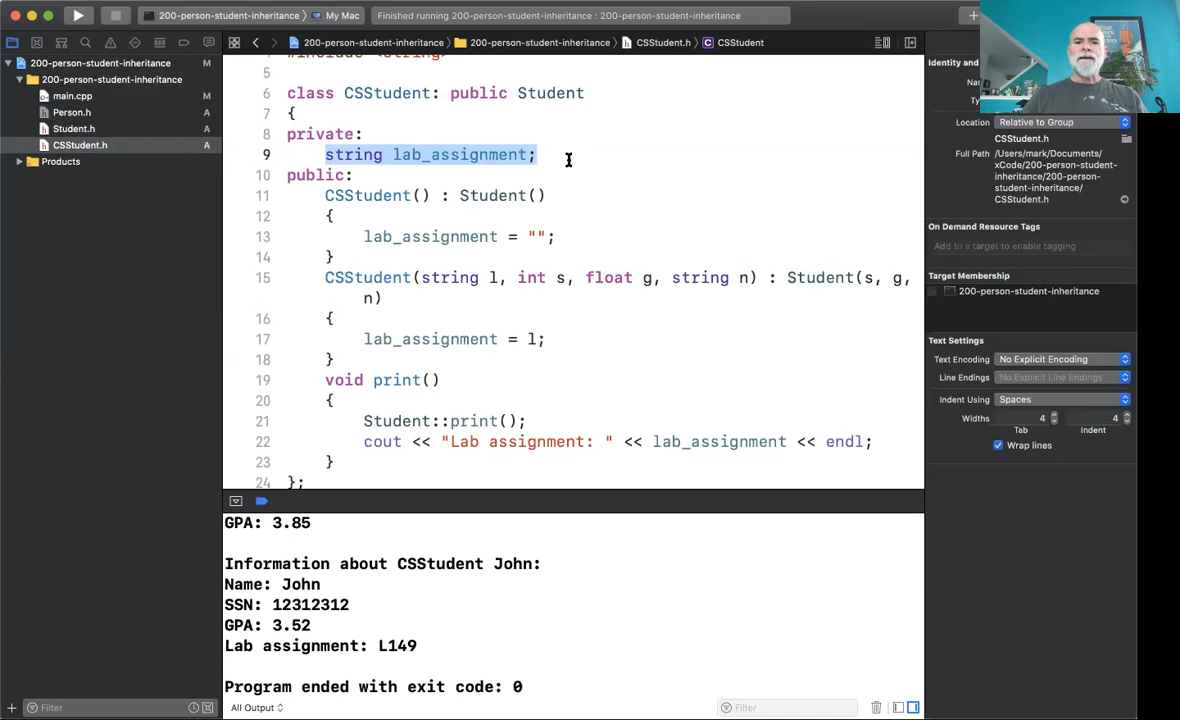 200-person-student-inheritance
My Mac
Finished running 200-person-student-inheritance : 200-person-student-inheritance
200-person-student-inheritance
200-person-student-inheritance
CSStudent.h
CSStudent
200-person-student-inheritance M
200-person-student-inheritance
main.cpp M
Person.h A
Student.h A
CSStudent.h A
Products
#include <string>
5
6 class CSStudent: public Student
7 {
8 private:
9 string lab_assignment;
10 public:
11 CSStudent() : Student()
12 {
13 lab_assignment = "";
14 }
15 CSStudent(string l, int s, float g, string n) : Student(s, g,
n)
16 {
17 lab_assignment = l;
18 }
19 void print()
20 {
21 Student::print();
22 cout << "Lab assignment: " << lab_assignment << endl;
23 }
24 };
GPA: 3.85
Information about CSStudent John:
Name: John
SSN: 12312312
GPA: 3.52
Lab assignment: L149
Program ended with exit code: 0
Filter
All Output
Filter
Identity and
Location Relative to Group
CSStudent.h
Full Path /Users/mark/Documents/
xCode/200-person-student-
inheritance/200-person-
student-inheritance/
CSStudent.h
On Demand Resource Tags
Add to a target to enable tagging
Target Membership
200-person-student-inheritance
Text Settings
Text Encoding No Explicit Encoding
Line Endings No Explicit Line Endings
Indent Using Spaces
Widths 4 4
Tab Indent
Wrap lines